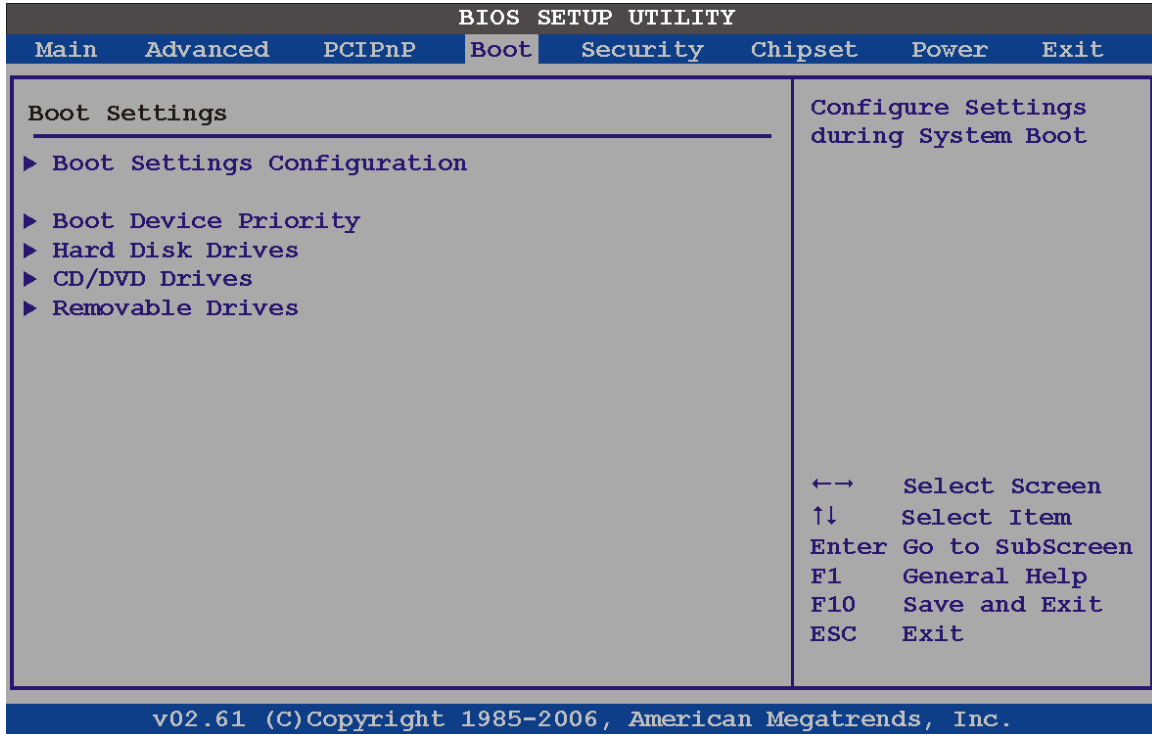 BIOS SETUP UTILITY
Main Advanced PCIPnP Boot Security Chipset Power Exit
Boot Settings
▶ Boot Settings Configuration
▶ Boot Device Priority
▶ Hard Disk Drives
▶ CD/DVD Drives
▶ Removable Drives
Configure Settings
during System Boot
←→ Select Screen
↑↓ Select Item
Enter Go to SubScreen
F1 General Help
F10 Save and Exit
ESC Exit
v02.61 (C)Copyright 1985-2006, American Megatrends, Inc.